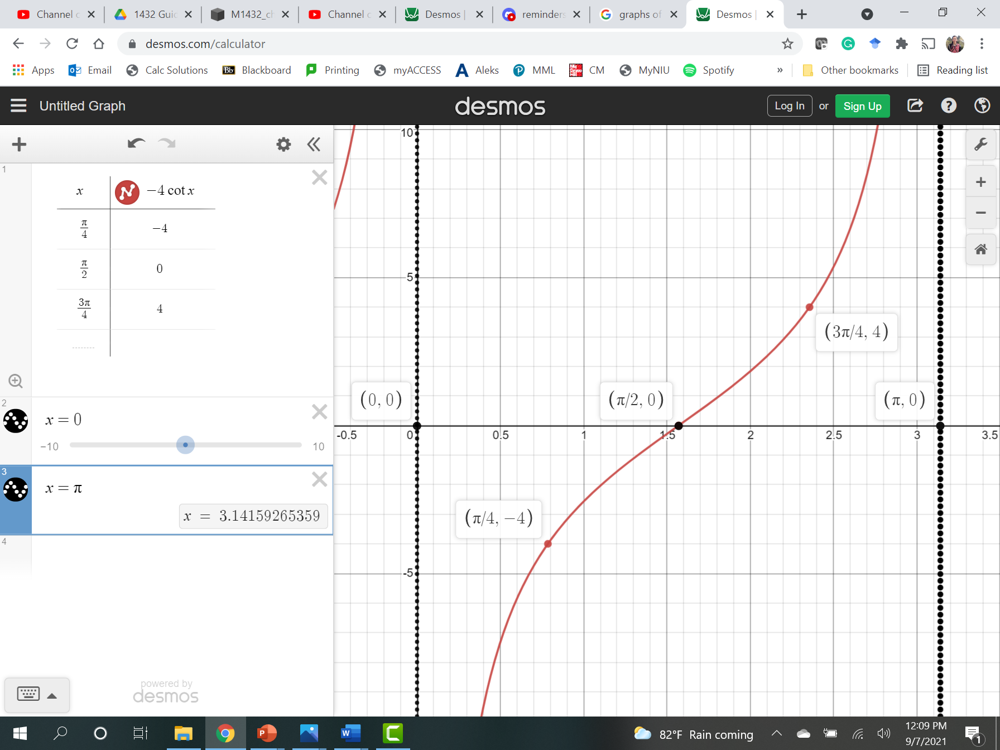 Channel c
1432 Guid
M1432_ch
Channel c
Desmos |
reminders
graphs of
Desmos |
desmos.com/calculator
Apps Email Calc Solutions Bb Blackboard Printing myACCESS Aleks MML CM MyNIU Spotify » Other bookmarks Reading list
Untitled Graph desmos Log In or Sign Up
1
x −4 cot x
π/4 −4
π/2 0
3π/4 4
2
x = 0
−10 10
3
x = π
x = 3.14159265359
4
powered by
desmos
10
5
(3π/4, 4)
(0, 0) (π/2, 0) (π, 0)
-0.5 0 0.5 1 1.5 2 2.5 3 3.5
(π/4, −4)
-5
82°F Rain coming
12:09 PM
9/7/2021
1